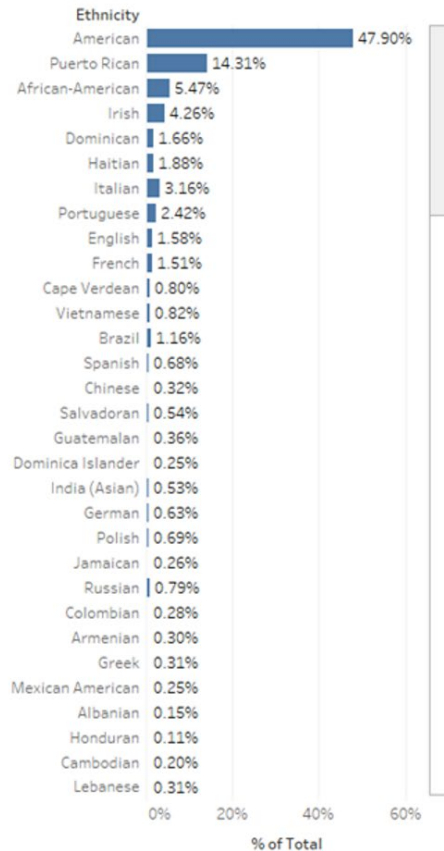 Ethnicity
American 47.90%
Puerto Rican 14.31%
African-American 5.47%
Irish 4.26%
Dominican 1.66%
Haitian 1.88%
Italian 3.16%
Portuguese 2.42%
English 1.58%
French 1.51%
Cape Verdean 0.80%
Vietnamese 0.82%
Brazil 1.16%
Spanish 0.68%
Chinese 0.32%
Salvadoran 0.54%
Guatemalan 0.36%
Dominica Islander 0.25%
India (Asian) 0.53%
German 0.63%
Polish 0.69%
Jamaican 0.26%
Russian 0.79%
Colombian 0.28%
Armenian 0.30%
Greek 0.31%
Mexican American 0.25%
Albanian 0.15%
Honduran 0.11%
Cambodian 0.20%
Lebanese 0.31%
0% 20% 40% 60%
% of Total